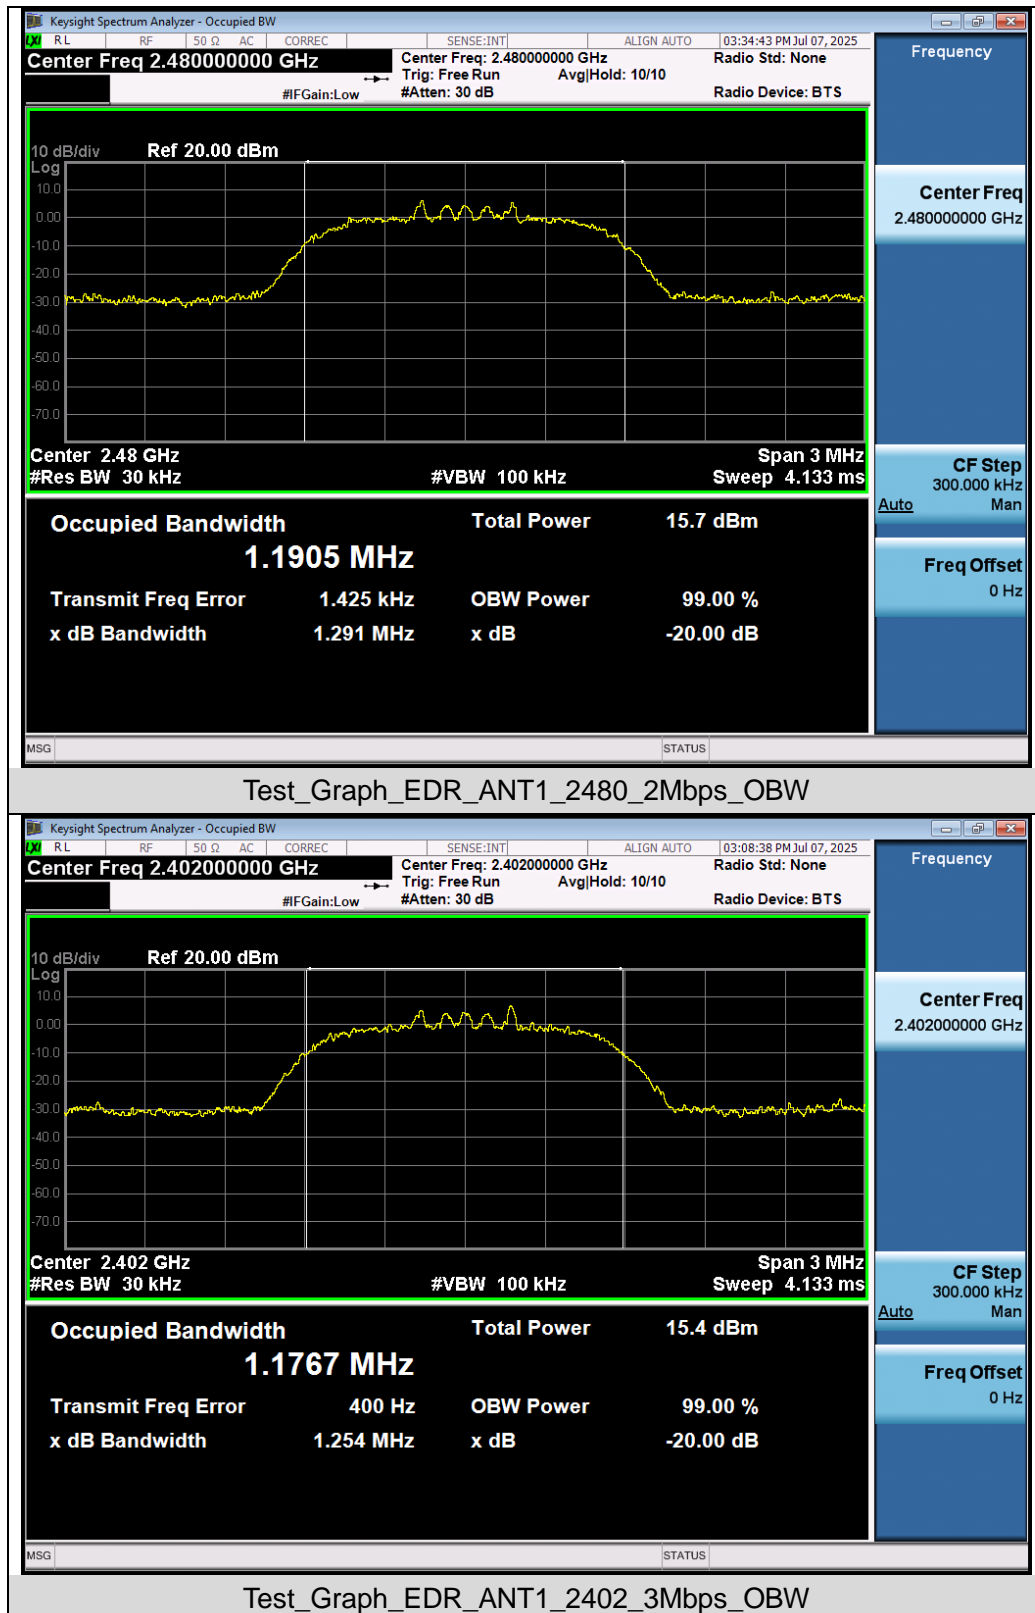 Keysight Spectrum Analyzer - Occupied BW
LXI RL RF 50 Ω AC CORREC SENSE:INT ALIGN AUTO 03:34:43 PM Jul 07, 2025
Center Freq 2.480000000 GHz
Center Freq: 2.480000000 GHz
Radio Std: None
Trig: Free Run Avg|Hold: 10/10
#IFGain:Low #Atten: 30 dB Radio Device: BTS
Frequency
10 dB/div Ref 20.00 dBm
Log
10.0
0.00
-10.0
-20.0
-30.0
-40.0
-50.0
-60.0
-70.0
Center 2.48 GHz Span 3 MHz
#Res BW 30 kHz #VBW 100 kHz Sweep 4.133 ms
Center Freq
2.480000000 GHz
CF Step
300.000 kHz
Auto Man
Freq Offset
0 Hz
Occupied Bandwidth Total Power 15.7 dBm
1.1905 MHz
Transmit Freq Error 1.425 kHz OBW Power 99.00 %
x dB Bandwidth 1.291 MHz x dB -20.00 dB
MSG STATUS
Test_Graph_EDR_ANT1_2480_2Mbps_OBW
Keysight Spectrum Analyzer - Occupied BW
LXI RL RF 50 Ω AC CORREC SENSE:INT ALIGN AUTO 03:08:38 PM Jul 07, 2025
Center Freq 2.402000000 GHz
Center Freq: 2.402000000 GHz
Radio Std: None
Trig: Free Run Avg|Hold: 10/10
#IFGain:Low #Atten: 30 dB Radio Device: BTS
Frequency
10 dB/div Ref 20.00 dBm
Log
10.0
0.00
-10.0
-20.0
-30.0
-40.0
-50.0
-60.0
-70.0
Center 2.402 GHz Span 3 MHz
#Res BW 30 kHz #VBW 100 kHz Sweep 4.133 ms
Center Freq
2.402000000 GHz
CF Step
300.000 kHz
Auto Man
Freq Offset
0 Hz
Occupied Bandwidth Total Power 15.4 dBm
1.1767 MHz
Transmit Freq Error 400 Hz OBW Power 99.00 %
x dB Bandwidth 1.254 MHz x dB -20.00 dB
MSG STATUS
Test_Graph_EDR_ANT1_2402_3Mbps_OBW